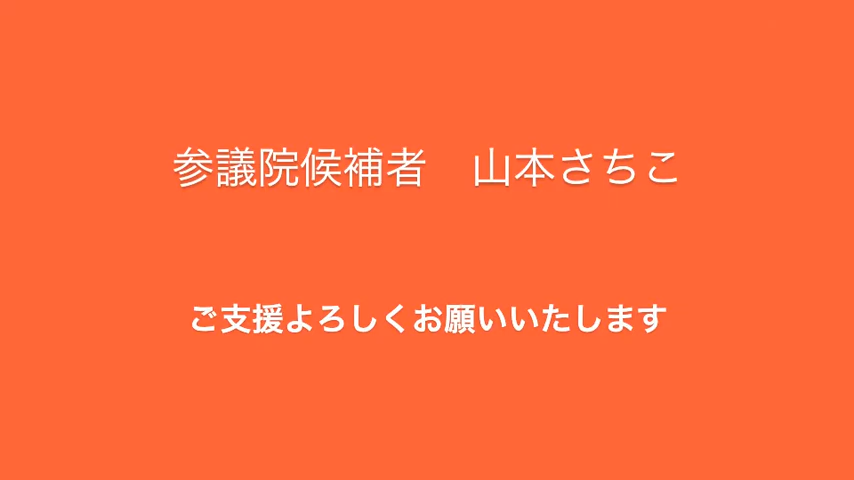 参議院候補者　山本さちこ
ご支援よろしくお願いいたします